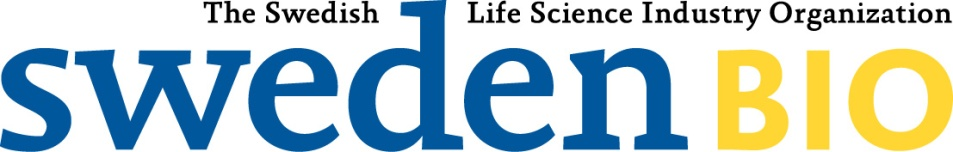 The Swedish Life Science Industry Organization
swedenBIO